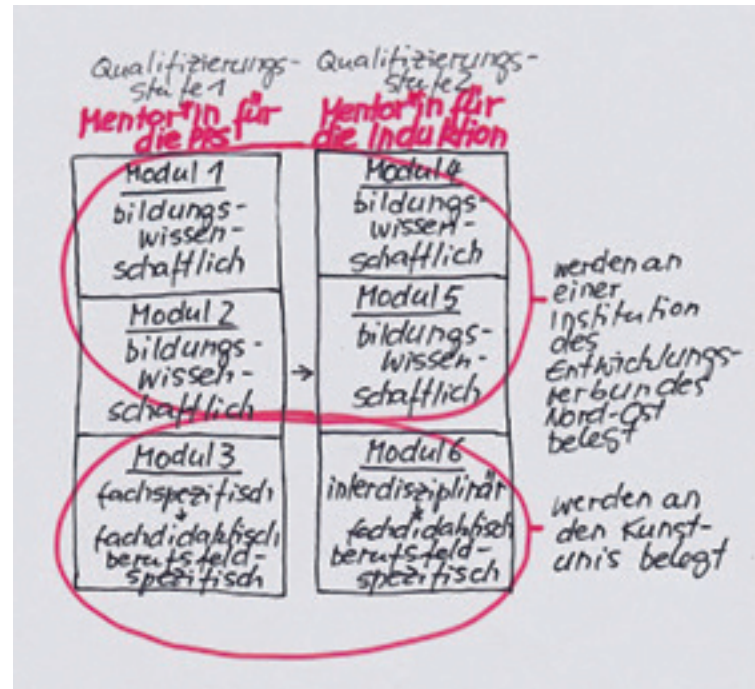 Qualifizierungs-
stufe 1
Mentor*in für
die PPS
Modul 1
bildungs-
wissen-
schaftlich
Modul 2
bildungs-
wissen-
schaftlich
Modul 3
fachspezifisch
+
fachdidaktisch
berufsfeld-
spezifisch
Qualifizierungs-
stufe 2
Mentor*in für
die Induktion
Modul 4
bildungs-
wissen-
schaftlich
→
Modul 5
bildungs-
wissen-
schaftlich
Modul 6
interdisziplinär
+
fachdidaktisch
berufsfeld-
spezifisch
werden an
einer
Institution
des
Entwicklungs-
verbundes
Nord-Ost
belegt
werden an
den Kunst-
unis belegt